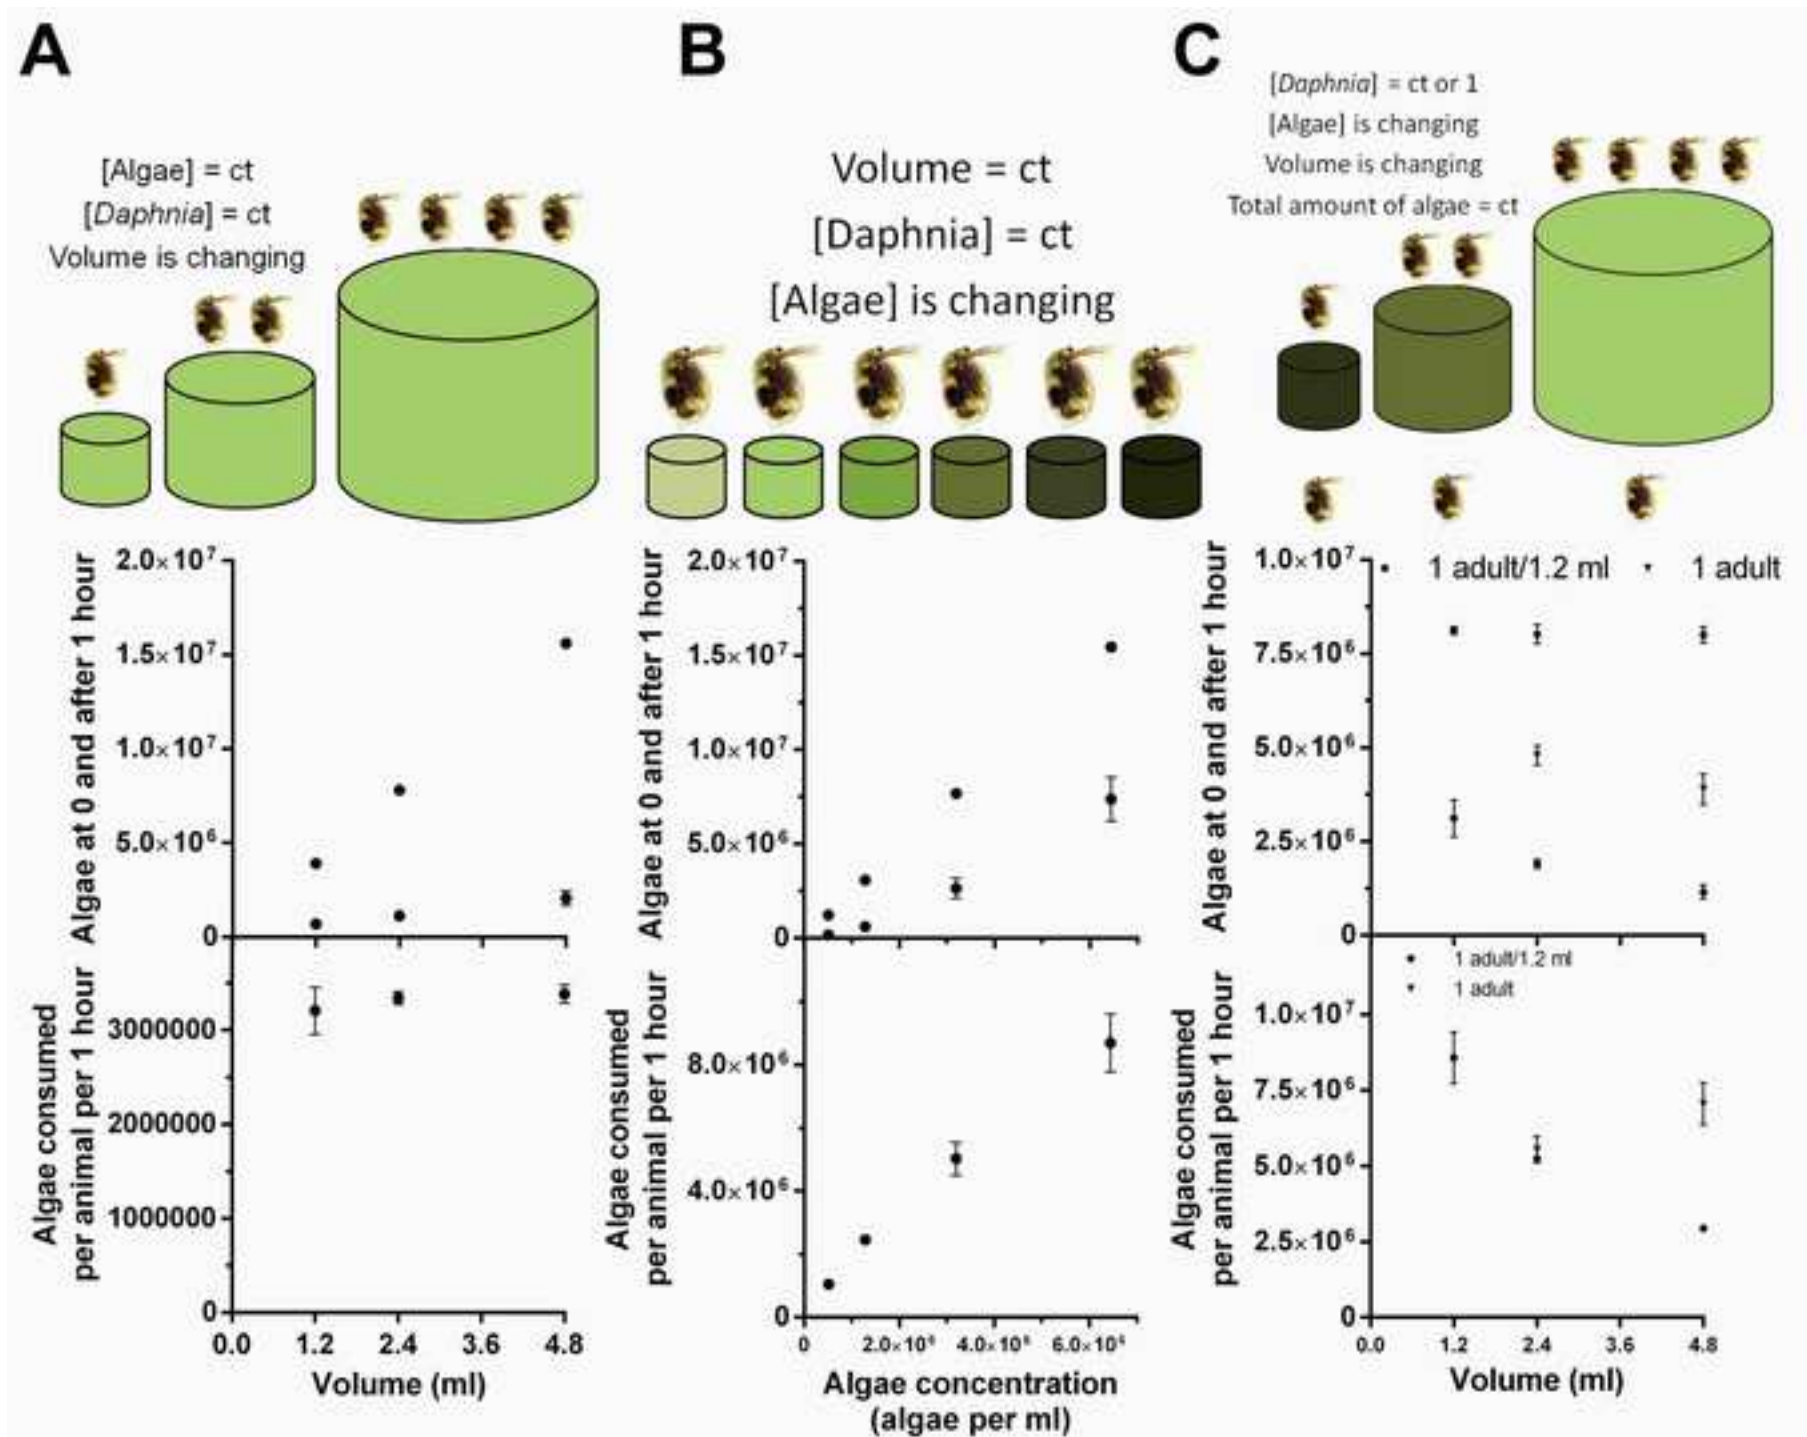 A
[Algae] = ct
[Daphnia] = ct
Volume is changing
2.0×10⁷
1.5×10⁷
1.0×10⁷
5.0×10⁶
0
Algae at 0 and after 1 hour
3000000
2000000
1000000
0
Algae consumed
per animal per 1 hour
0.0 1.2 2.4 3.6 4.8
Volume (ml)
B
Volume = ct
[Daphnia] = ct
[Algae] is changing
2.0×10⁷
1.5×10⁷
1.0×10⁷
5.0×10⁶
0
Algae at 0 and after 1 hour
8.0×10⁶
4.0×10⁶
0
Algae consumed
per animal per 1 hour
0 2.0×10⁶ 4.0×10⁶ 6.0×10⁶
Algae concentration
(algae per ml)
C
[Daphnia] = ct or 1
[Algae] is changing
Volume is changing
Total amount of algae = ct
1 adult/1.2 ml 1 adult
1.0×10⁷
7.5×10⁶
5.0×10⁶
2.5×10⁶
0
Algae at 0 and after 1 hour
1 adult/1.2 ml
1 adult
1.0×10⁷
7.5×10⁶
5.0×10⁶
2.5×10⁶
0
Algae consumed
per animal per 1 hour
0.0 1.2 2.4 3.6 4.8
Volume (ml)